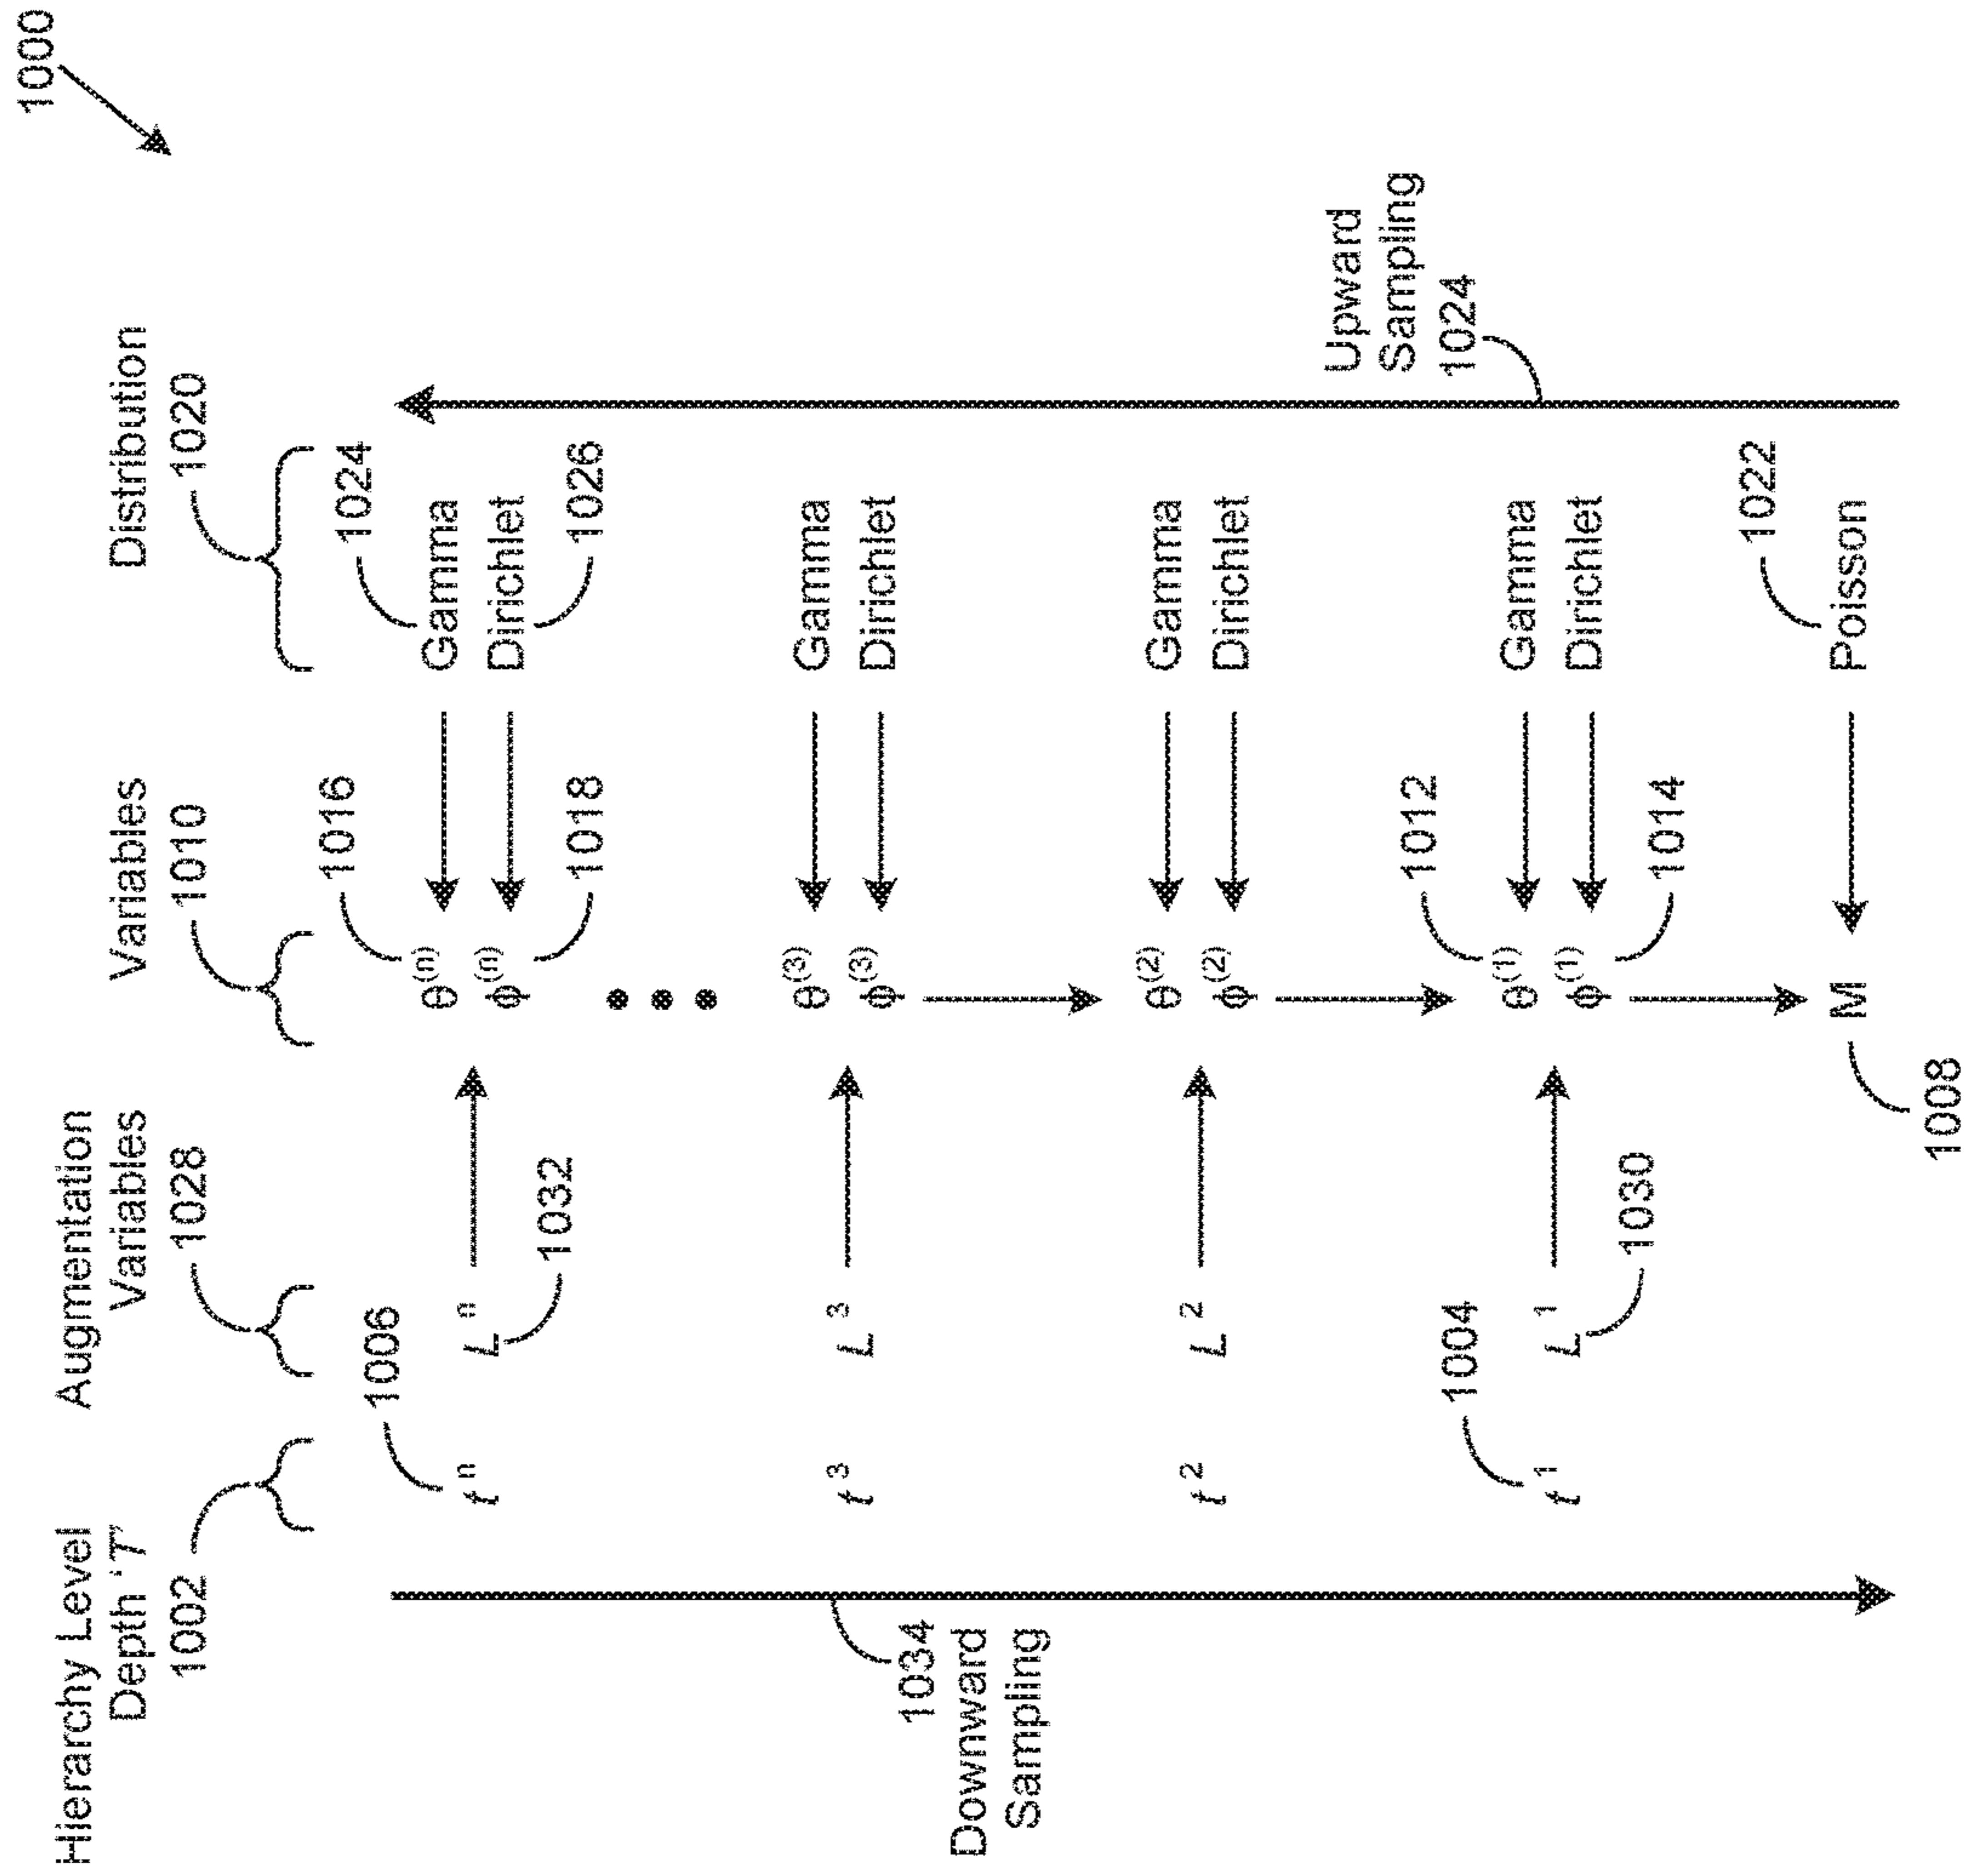 1000
Hierarchy Level
Depth 'T'
1002
Augmentation
Variables
1028
Variables
1010
Distribution
1020
1006
1016
1024
t n
L n
θ(n)
ϕ(n)
Gamma
Dirichlet
1032
1018
1026
t 3
L 3
θ(3)
ϕ(3)
Gamma
Dirichlet
1034
Downward
Sampling
t 2
L 2
θ(2)
ϕ(2)
Gamma
Dirichlet
Upward
Sampling
1024
1004
1012
t 1
L 1
θ(1)
ϕ(1)
Gamma
Dirichlet
1030
1014
1022
M
Poisson
1008